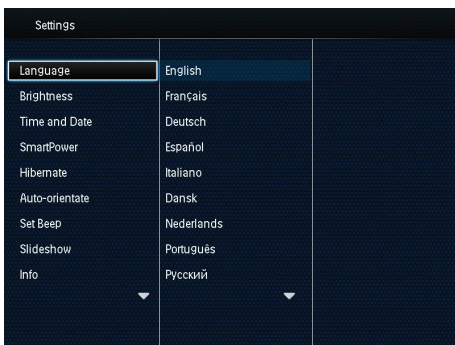 Settings
Language
Brightness
Time and Date
SmartPower
Hibernate
Auto-orientate
Set Beep
Slideshow
Info
English
Français
Deutsch
Español
Italiano
Dansk
Nederlands
Português
Русский